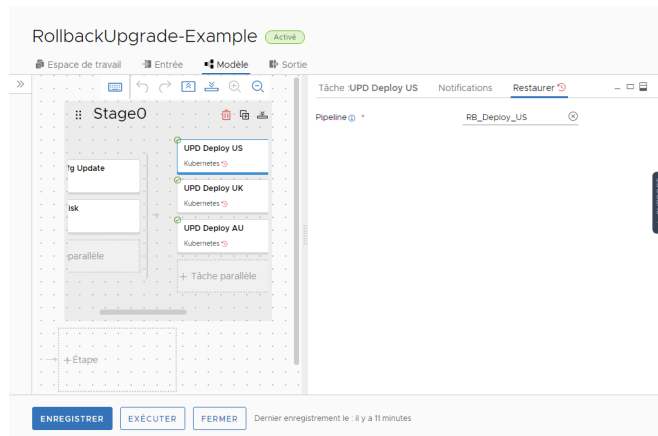 RollbackUpgrade-Example Activé
Espace de travail Entrée Modèle Sortie
Tâche :UPD Deploy US Notifications Restaurer
Stage0
Pipeline * RB_Deploy_US
UPD Deploy US
Kubernetes
fg Update
UPD Deploy UK
Kubernetes
isk
UPD Deploy AU
Kubernetes
parallèle
+ Tâche parallèle
+Étape
ENREGISTRER EXÉCUTER FERMER Dernier enregistrement le : il y a 11 minutes